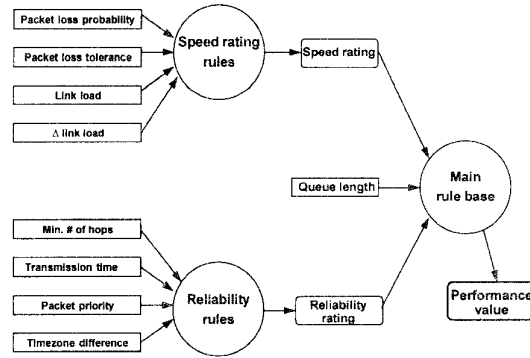 Packet loss probability
Packet loss tolerance
Link load
Δ link load
Speed rating
rules
Speed rating
Queue length
Main
rule base
Min. # of hops
Transmission time
Packet priority
Timezone difference
Reliability
rules
Reliability
rating
Performance
value